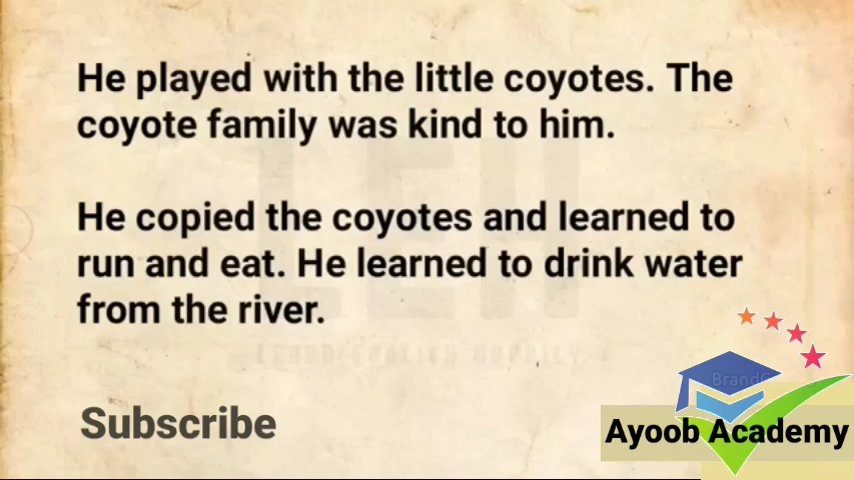 He played with the little coyotes. The
coyote family was kind to him.
He copied the coyotes and learned to
run and eat. He learned to drink water
from the river.
Subscribe
Ayoob Academy